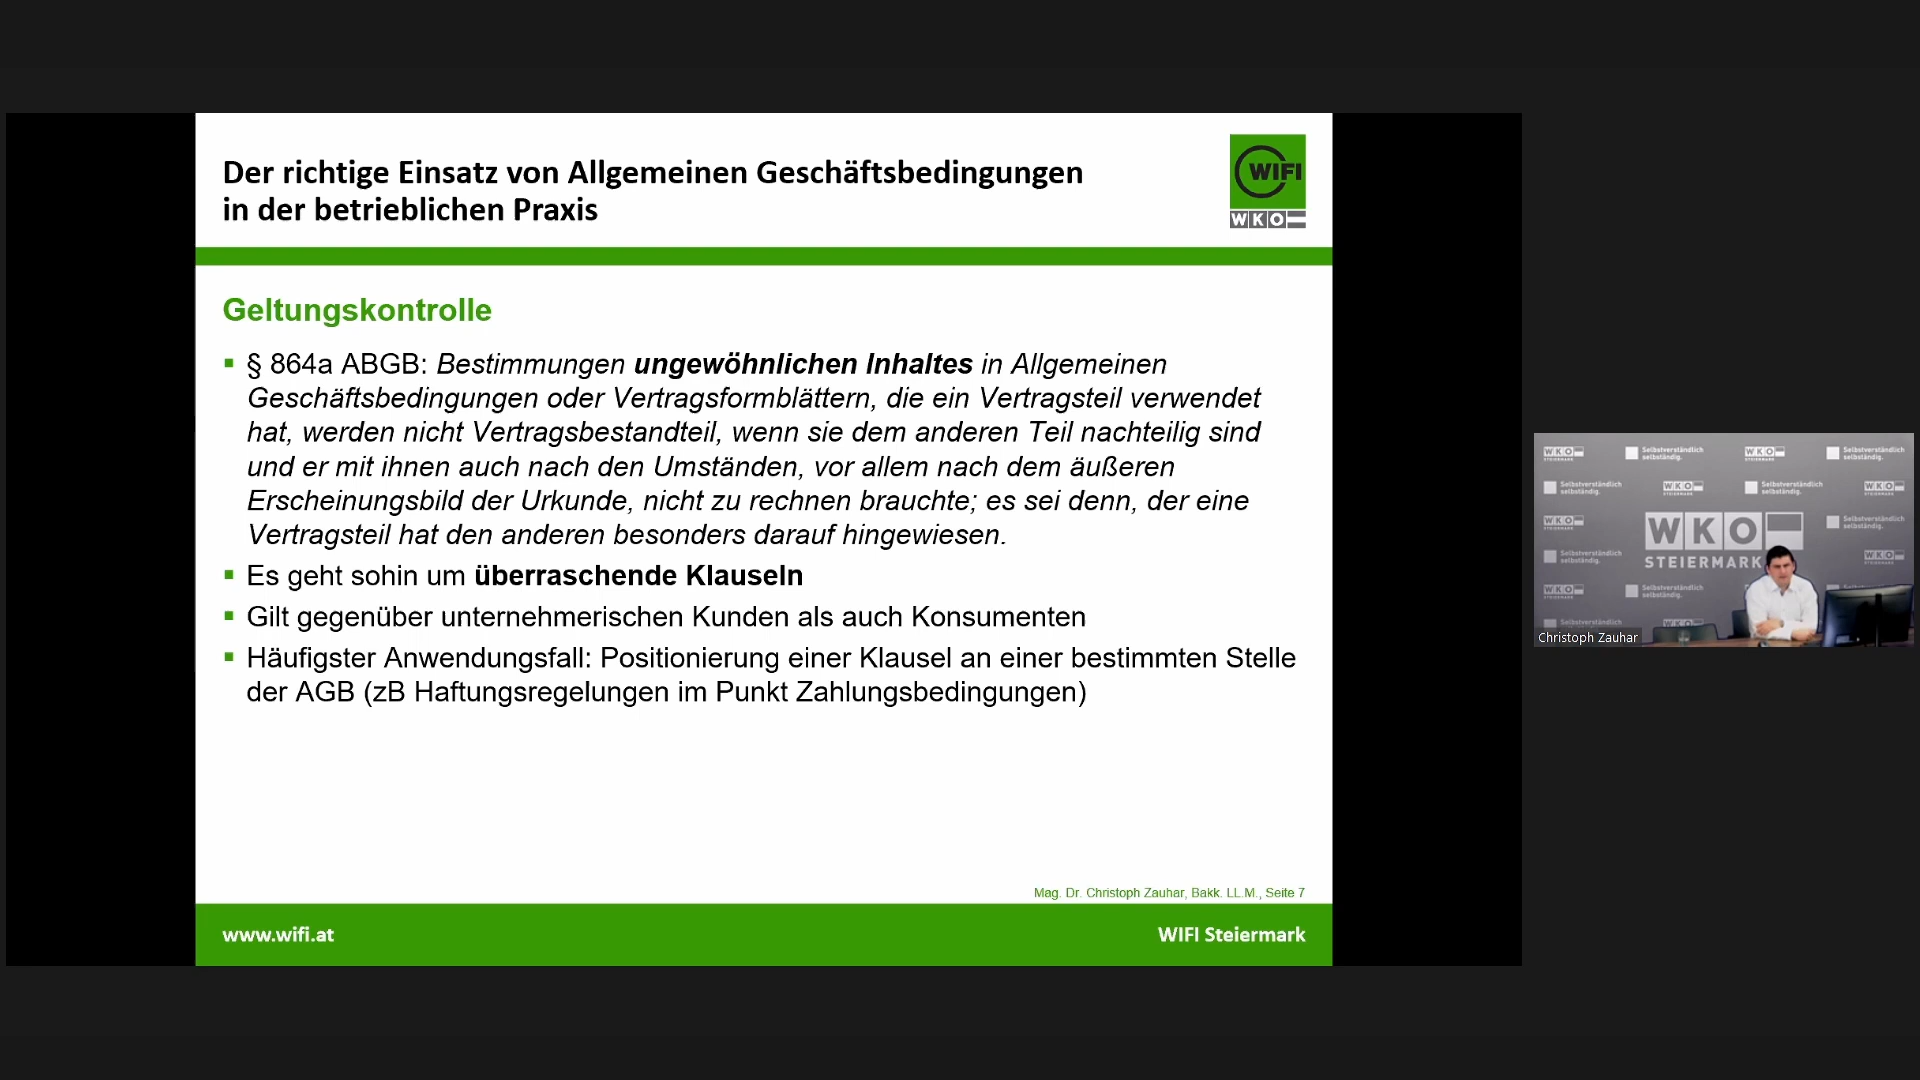 Der richtige Einsatz von Allgemeinen Geschäftsbedingungen
in der betrieblichen Praxis
WIFI
WKO
Geltungskontrolle
§ 864a ABGB: Bestimmungen ungewöhnlichen Inhaltes in Allgemeinen
Geschäftsbedingungen oder Vertragsformblättern, die ein Vertragsteil verwendet
hat, werden nicht Vertragsbestandteil, wenn sie dem anderen Teil nachteilig sind
und er mit ihnen auch nach den Umständen, vor allem nach dem äußeren
Erscheinungsbild der Urkunde, nicht zu rechnen brauchte; es sei denn, der eine
Vertragsteil hat den anderen besonders darauf hingewiesen.
Es geht sohin um überraschende Klauseln
Gilt gegenüber unternehmerischen Kunden als auch Konsumenten
Häufigster Anwendungsfall: Positionierung einer Klausel an einer bestimmten Stelle
der AGB (zB Haftungsregelungen im Punkt Zahlungsbedingungen)
Mag. Dr. Christoph Zauhar, Bakk. LL.M., Seite 7
www.wifi.at
WIFI Steiermark
WKO
STEIERMARK
Selbstverständlich
selbständig.
Christoph Zauhar